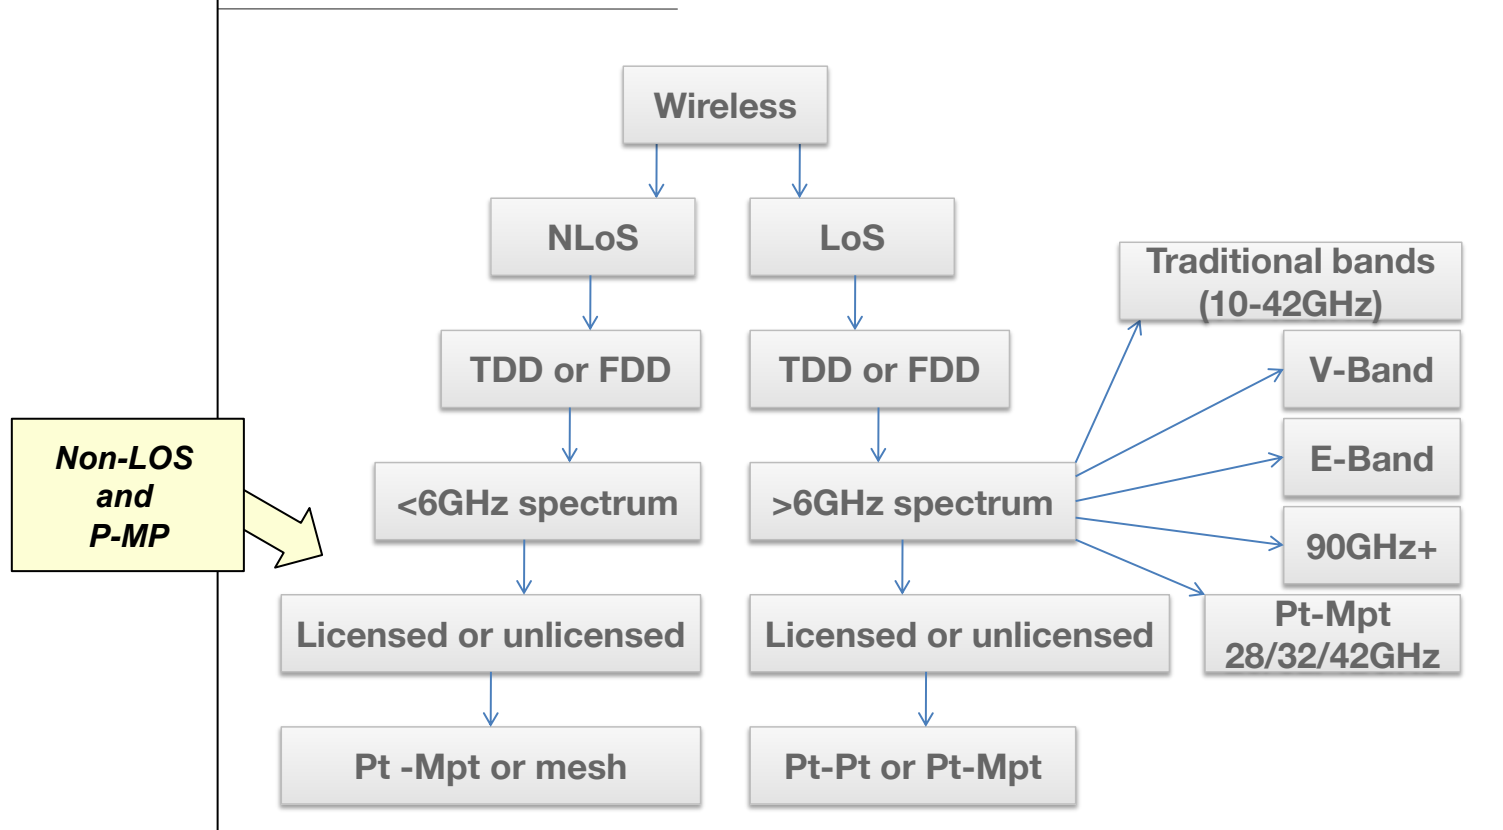 Wireless
NLoS
LoS
Traditional bands
(10-42GHz)
TDD or FDD
TDD or FDD
V-Band
Non-LOS
and
P-MP
<6GHz spectrum
>6GHz spectrum
E-Band
90GHz+
Licensed or unlicensed
Licensed or unlicensed
Pt-Mpt
28/32/42GHz
Pt -Mpt or mesh
Pt-Pt or Pt-Mpt